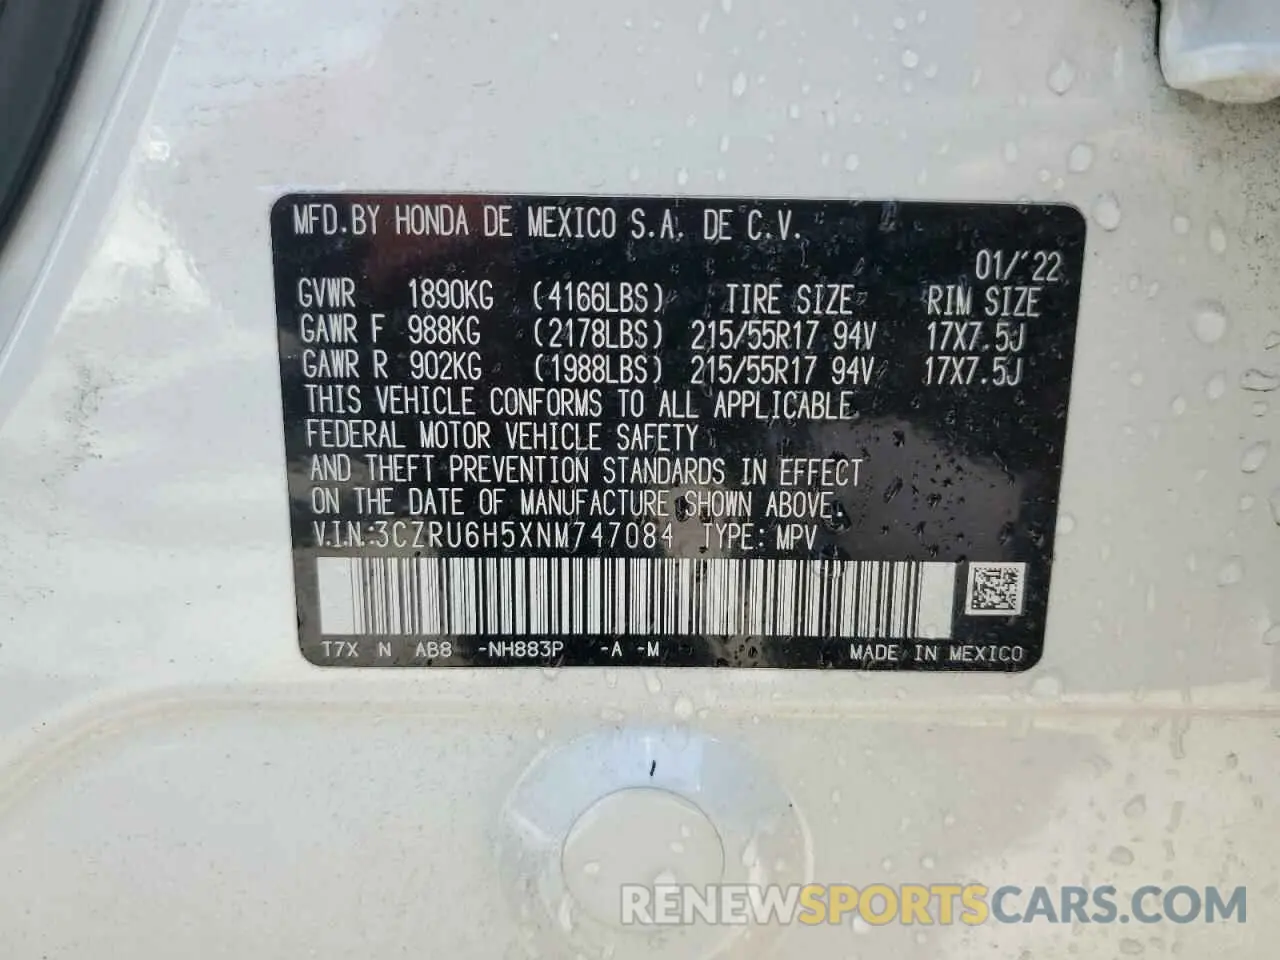 MFD.BY HONDA DE MEXICO S.A. DE C.V.
01/'22
GVWR 1890KG (4166LBS) TIRE SIZE RIM SIZE
GAWR F 988KG (2178LBS) 215/55R17 94V 17X7.5J
GAWR R 902KG (1988LBS) 215/55R17 94V 17X7.5J
THIS VEHICLE CONFORMS TO ALL APPLICABLE
FEDERAL MOTOR VEHICLE SAFETY
AND THEFT PREVENTION STANDARDS IN EFFECT
ON THE DATE OF MANUFACTURE SHOWN ABOVE.
V.I.N.:3CZRU6H5XNM747084 TYPE: MPV
T7X N AB8 -NH883P -A -M MADE IN MEXICO
RENEWSPORTSCARS.COM